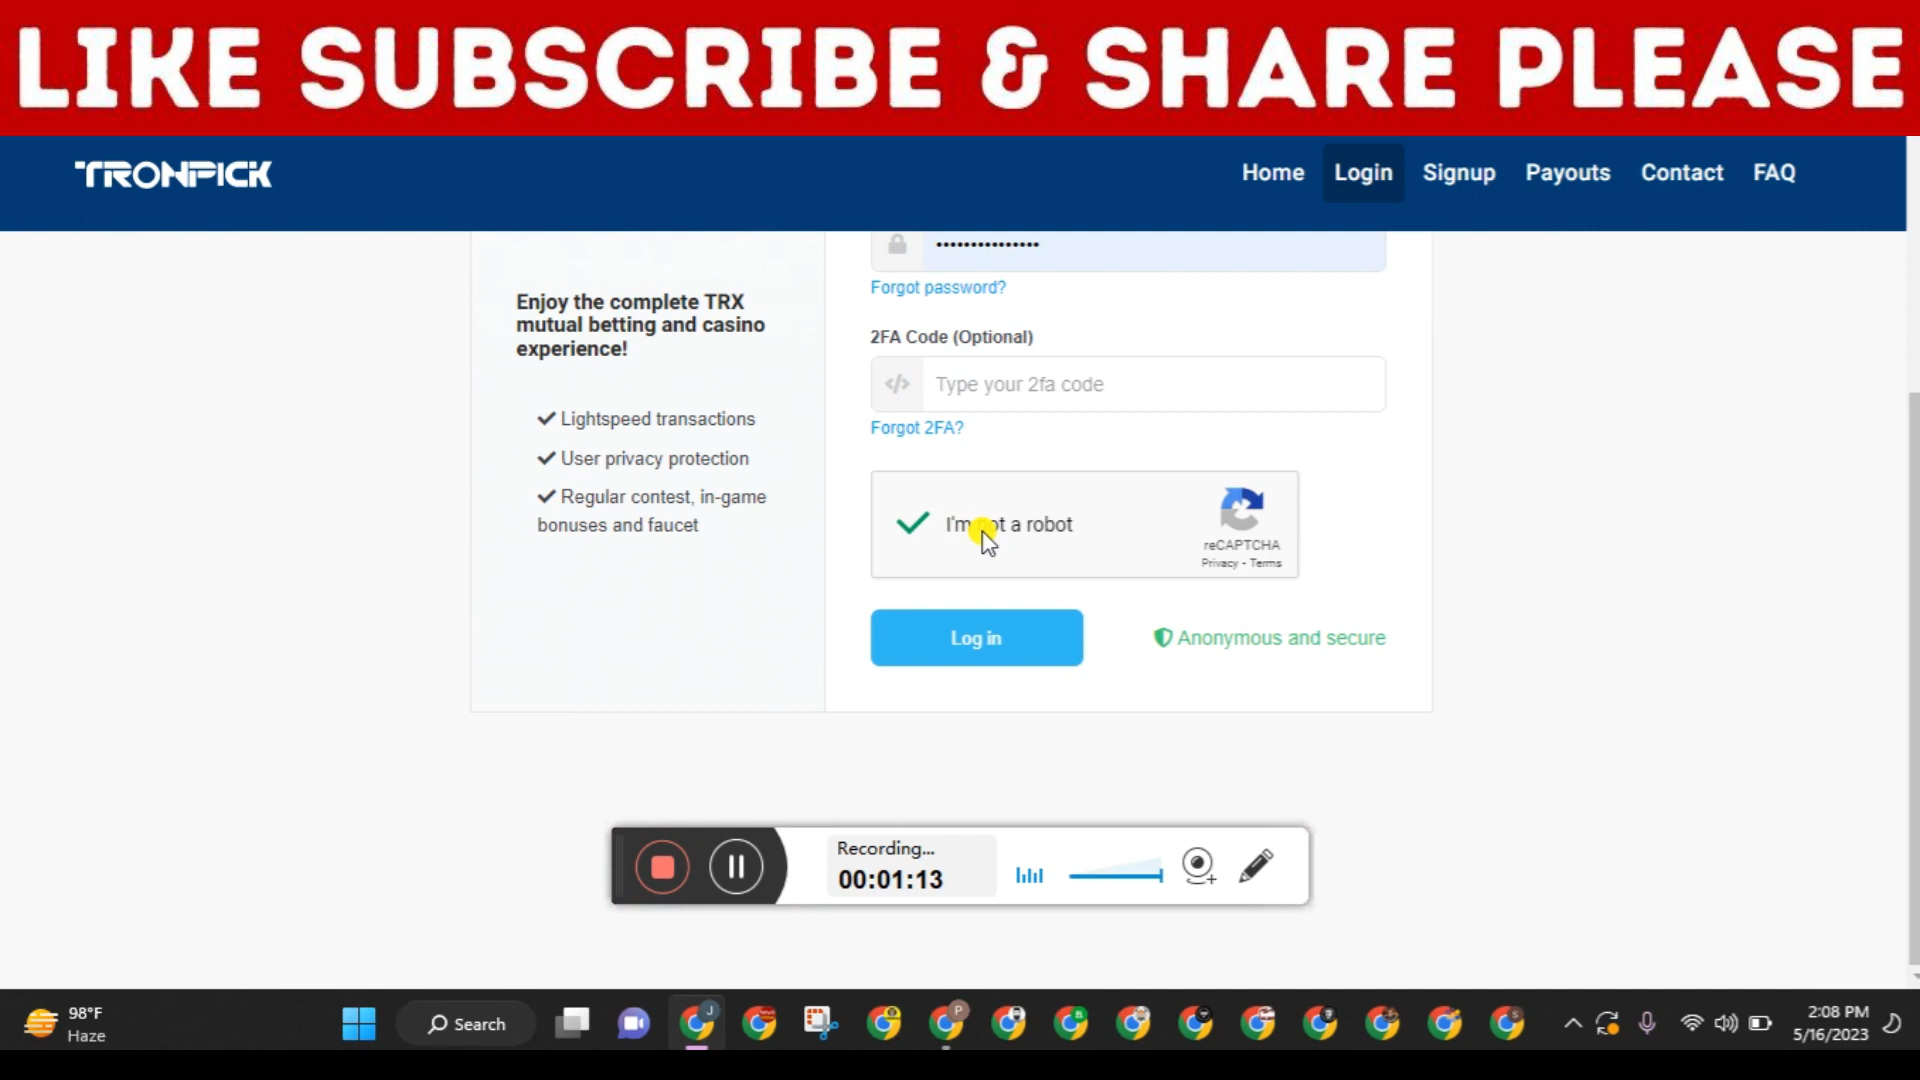 LIKE SUBSCRIBE & SHARE PLEASE
TRONPICK
Home Login Signup Payouts Contact FAQ
••••••••••••••
Forgot password?
Enjoy the complete TRX
mutual betting and casino
experience!
2FA Code (Optional)
Type your 2fa code
Forgot 2FA?
Lightspeed transactions
User privacy protection
Regular contest, in-game
bonuses and faucet
I'm not a robot
reCAPTCHA
Privacy - Terms
Log in
Anonymous and secure
Recording...
00:01:13
98°F
Haze
Search
2:08 PM
5/16/2023